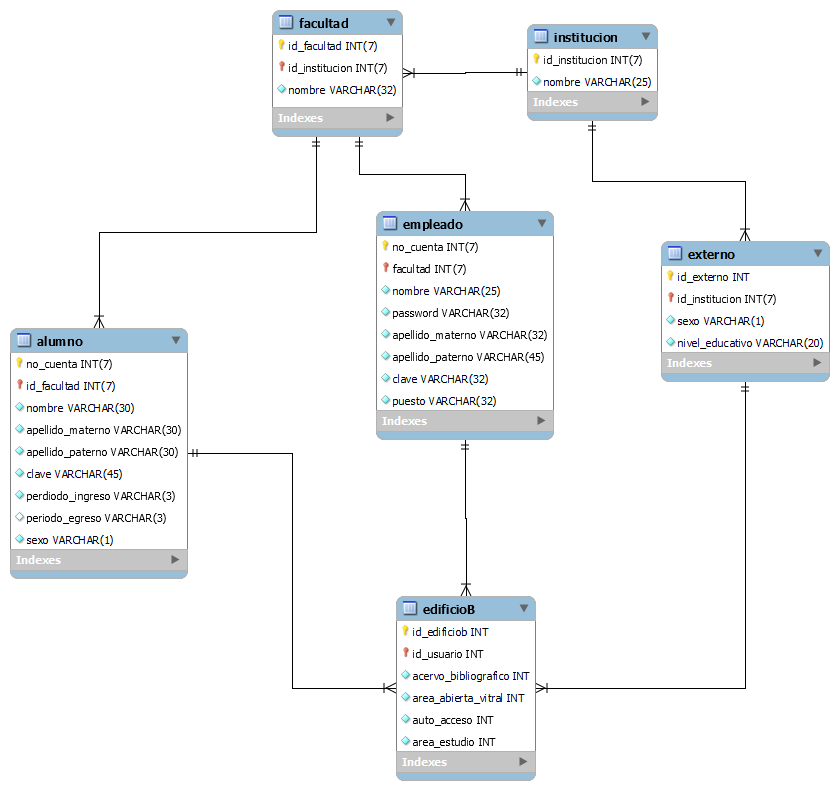 facultad
id_facultad INT(7)
id_institucion INT(7)
nombre VARCHAR(32)
Indexes
institucion
id_institucion INT(7)
nombre VARCHAR(25)
Indexes
empleado
no_cuenta INT(7)
facultad INT(7)
nombre VARCHAR(25)
password VARCHAR(32)
apellido_materno VARCHAR(32)
apellido_paterno VARCHAR(45)
clave VARCHAR(32)
puesto VARCHAR(32)
Indexes
externo
id_externo INT
id_institucion INT(7)
sexo VARCHAR(1)
nivel_educativo VARCHAR(20)
Indexes
alumno
no_cuenta INT(7)
id_facultad INT(7)
nombre VARCHAR(30)
apellido_materno VARCHAR(30)
apellido_paterno VARCHAR(30)
clave VARCHAR(45)
perdiodo_ingreso VARCHAR(3)
periodo_egreso VARCHAR(3)
sexo VARCHAR(1)
Indexes
edificioB
id_edificiob INT
id_usuario INT
acervo_bibliografico INT
area_abierta_vitral INT
auto_acceso INT
area_estudio INT
Indexes